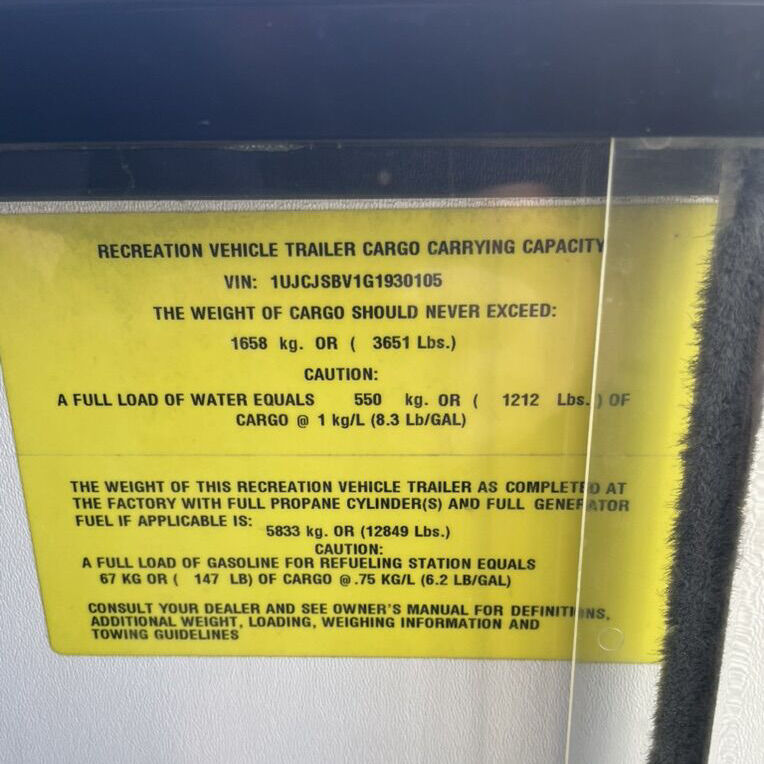 RECREATION VEHICLE TRAILER CARGO CARRYING CAPACITY
VIN: 1UJCJSBV1G1930105
THE WEIGHT OF CARGO SHOULD NEVER EXCEED:
1658 kg. OR ( 3651 Lbs.)
CAUTION:
A FULL LOAD OF WATER EQUALS 550 kg. OR ( 1212 Lbs. ) OF
CARGO @ 1 kg/L (8.3 Lb/GAL)
THE WEIGHT OF THIS RECREATION VEHICLE TRAILER AS COMPLETED AT
THE FACTORY WITH FULL PROPANE CYLINDER(S) AND FULL GENERATOR
FUEL IF APPLICABLE IS: 5833 kg. OR (12849 Lbs.)
CAUTION:
A FULL LOAD OF GASOLINE FOR REFUELING STATION EQUALS
67 KG OR ( 147 LB) OF CARGO @ .75 KG/L (6.2 LB/GAL)
CONSULT YOUR DEALER AND SEE OWNER'S MANUAL FOR DEFINITIONS,
ADDITIONAL WEIGHT, LOADING, WEIGHING INFORMATION AND
TOWING GUIDELINES